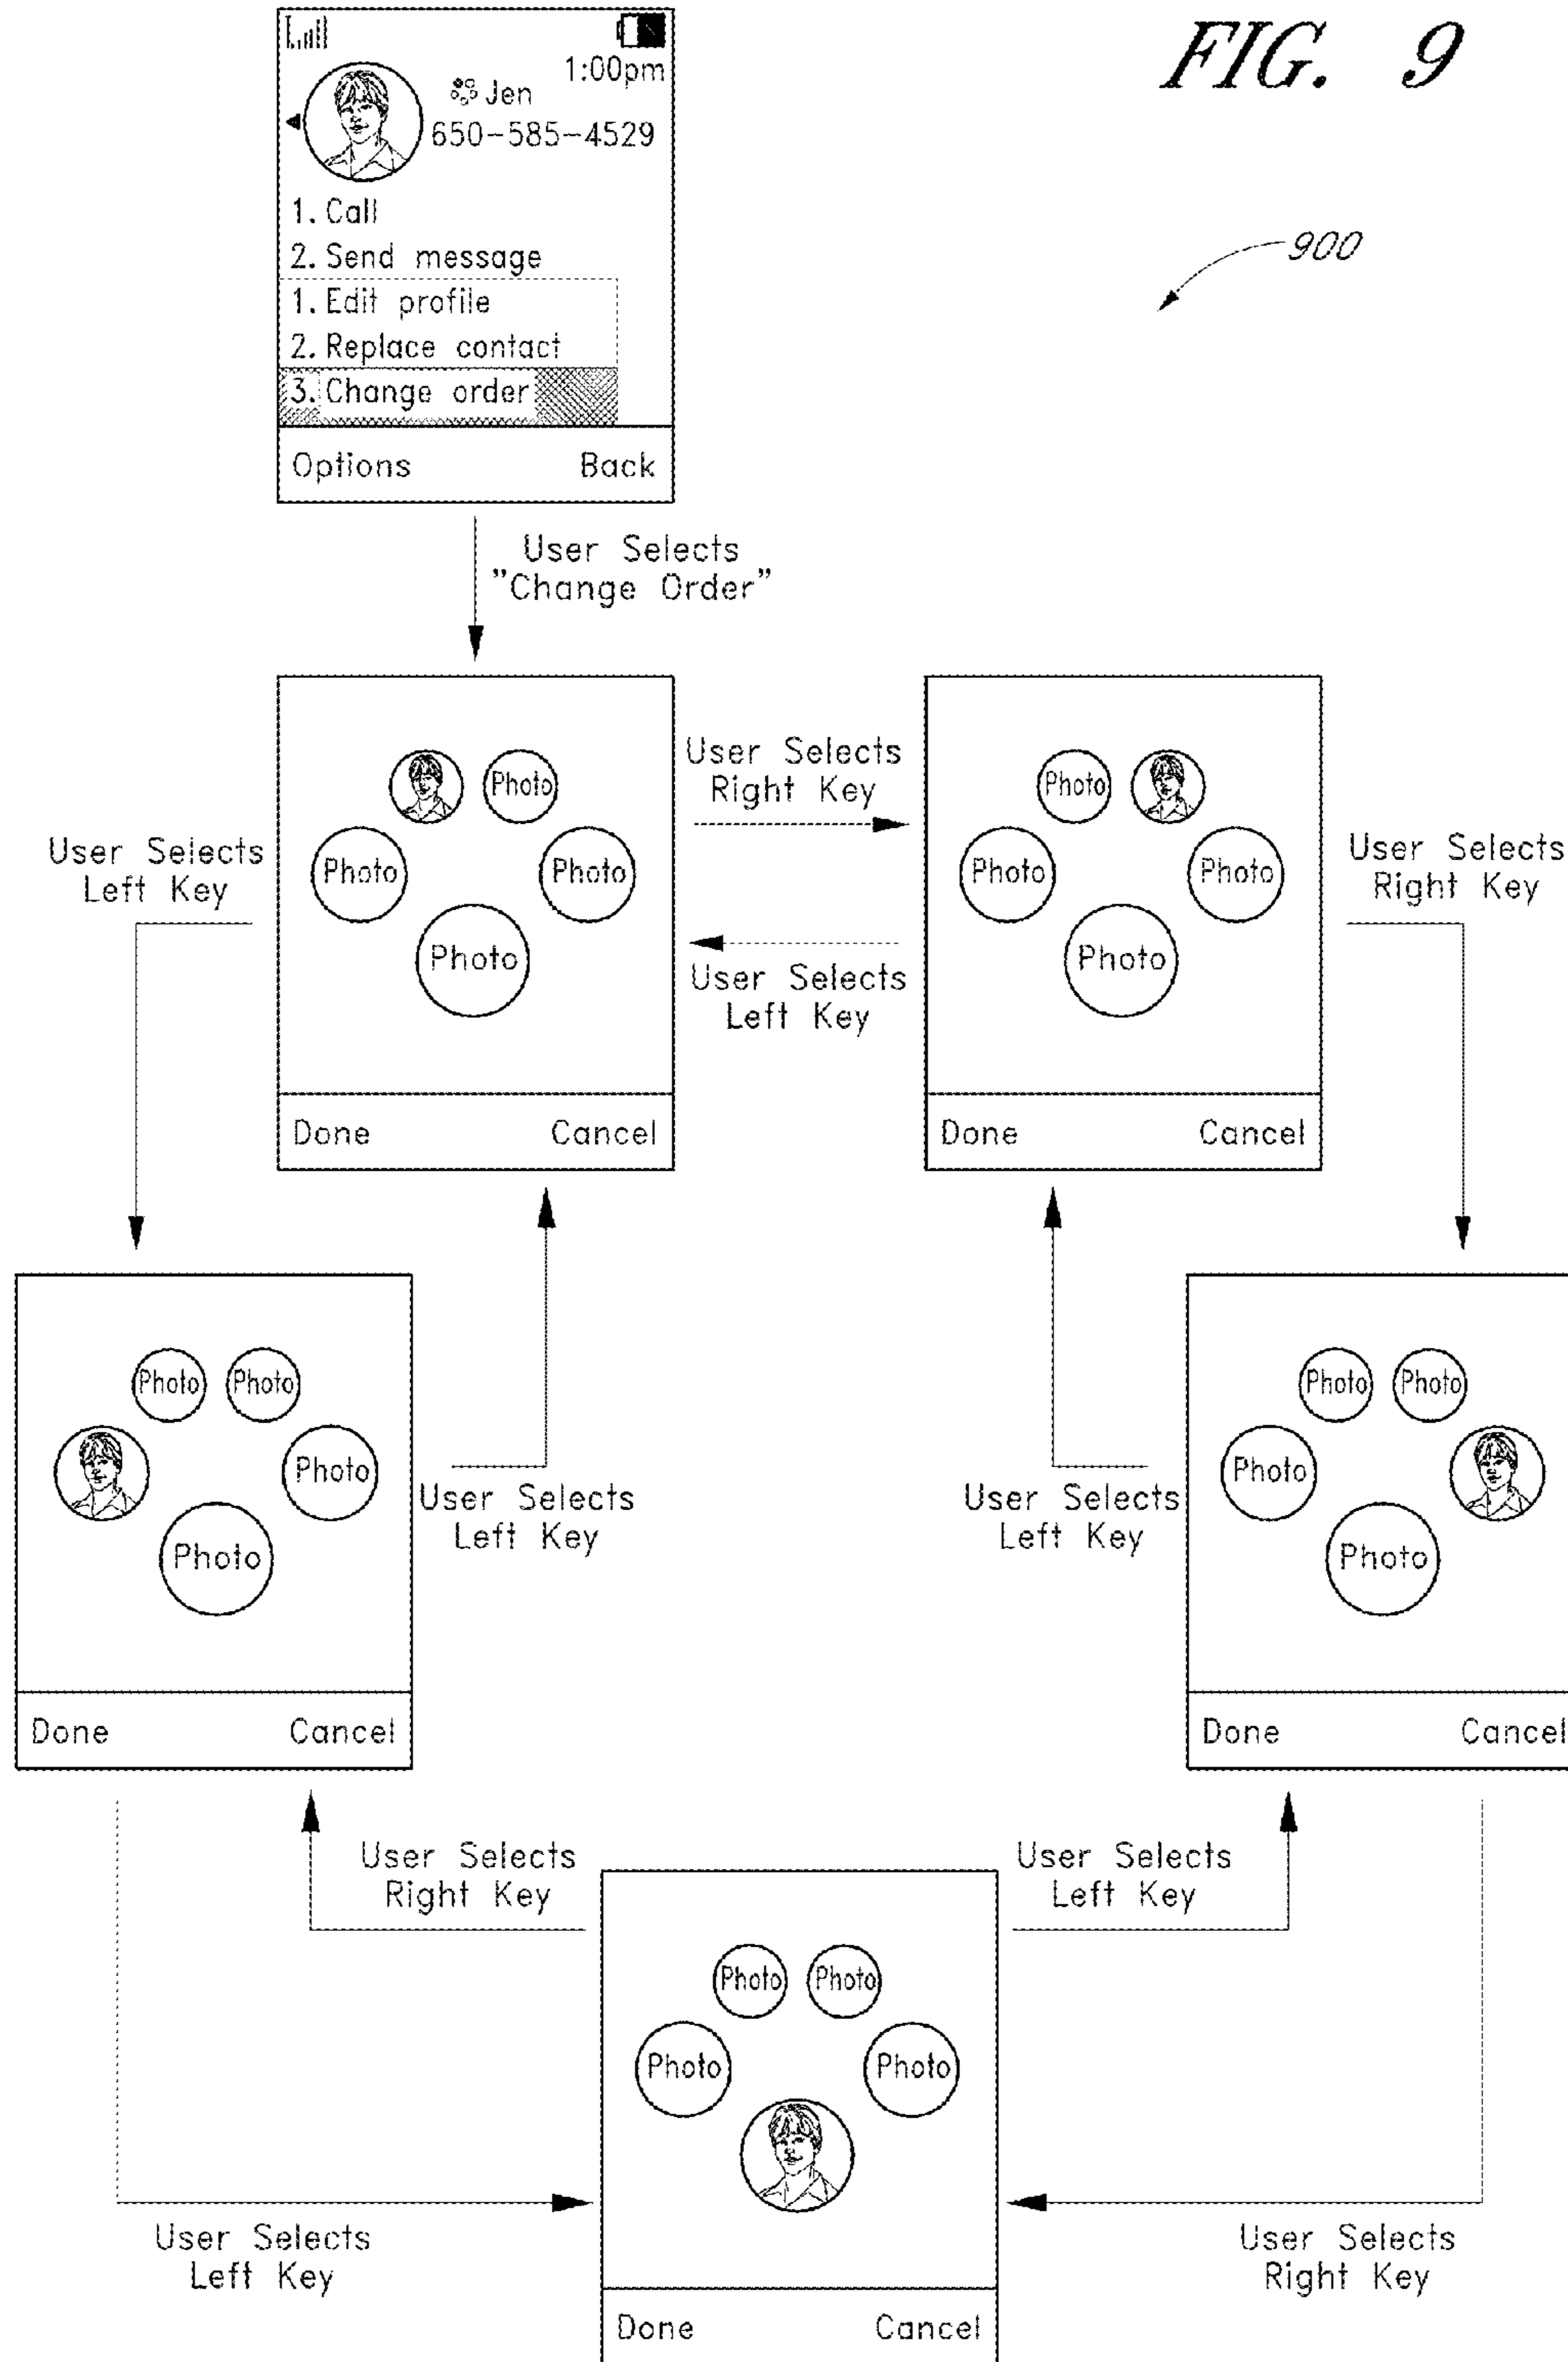 FIG. 9
1:00pm
Jen
650-585-4529
1. Call
2. Send message
1. Edit profile
2. Replace contact
3. Change order
Options Back
900
User Selects
"Change Order"
Photo
Photo Photo
Photo
Done Cancel
User Selects
Right Key
User Selects
Left Key
Photo
Photo Photo
Photo
Done Cancel
User Selects
Left Key
User Selects
Right Key
Photo Photo
Photo
Photo
Done Cancel
User Selects
Left Key
User Selects
Left Key
Photo Photo
Photo
Photo
Done Cancel
User Selects
Right Key
User Selects
Left Key
Photo Photo
Photo Photo
Done Cancel
User Selects
Left Key
User Selects
Right Key